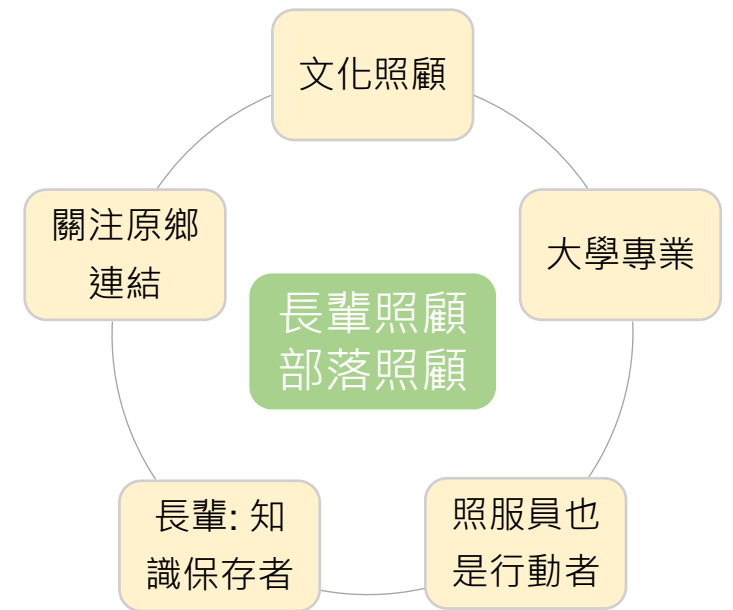 文化照顧
大學專業
照服員也
是行動者
長輩: 知
識保存者
關注原鄉
連結
長輩照顧
部落照顧